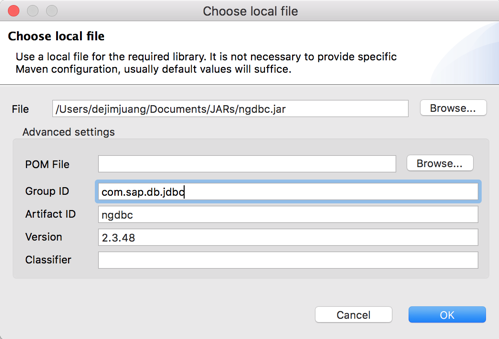 Choose local file
Choose local file
Use a local file for the required library. It is not necessary to provide specific
Maven configuration, usually default values will suffice.
File /Users/dejimjuang/Documents/JARs/ngdbc.jar Browse...
Advanced settings
POM File Browse...
Group ID com.sap.db.jdbc
Artifact ID ngdbc
Version 2.3.48
Classifier
Cancel OK